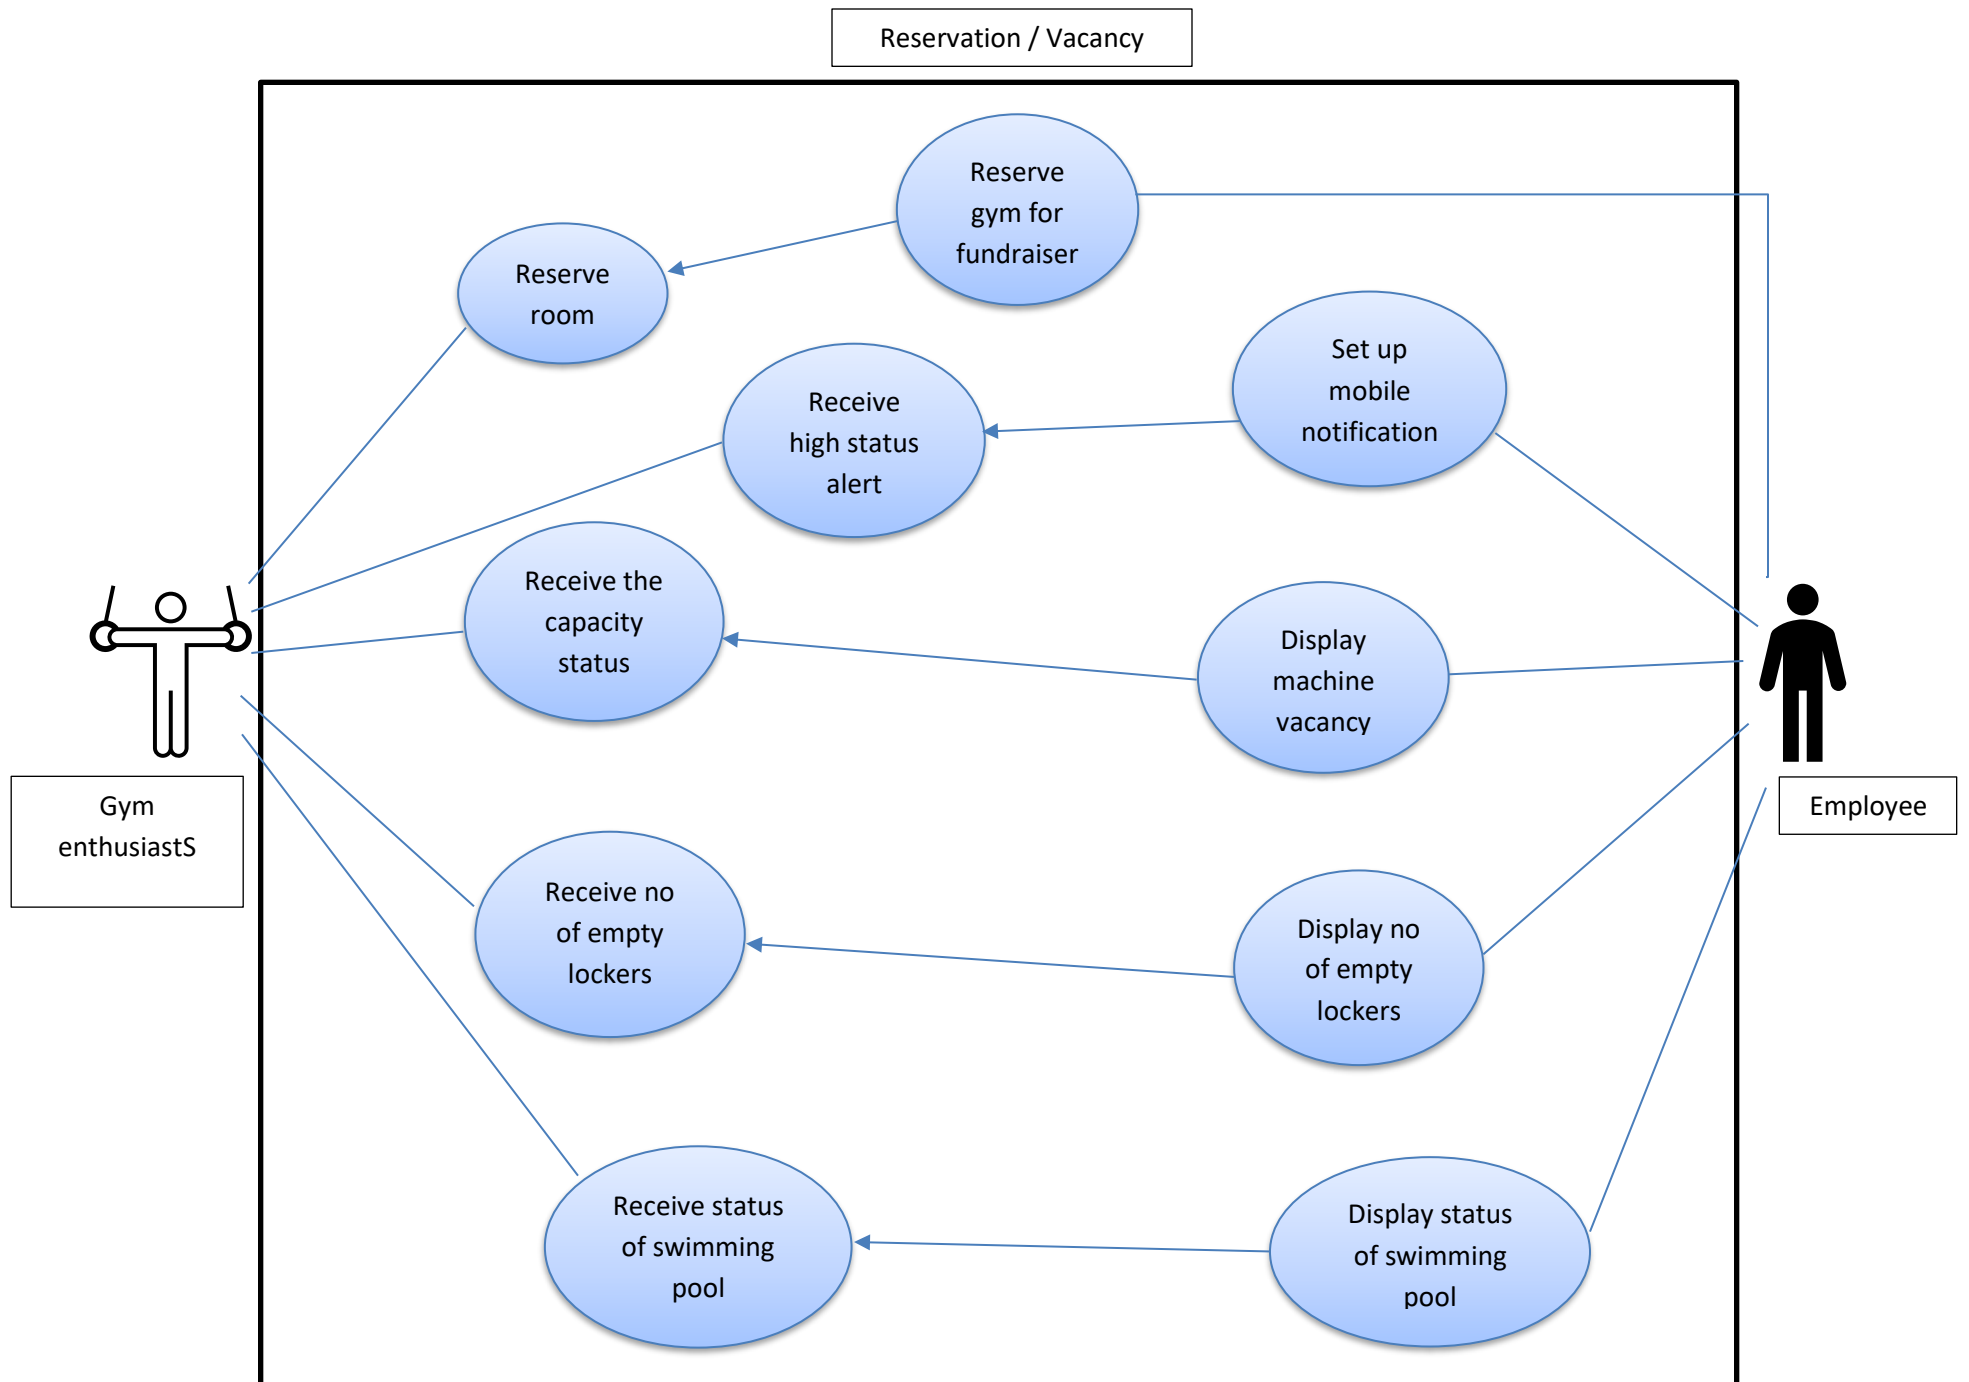 Reservation / Vacancy
Reserve
gym for
fundraiser
Reserve
room
Set up
mobile
notification
Receive
high status
alert
Receive the
capacity
status
Display
machine
vacancy
Gym
enthusiastS
Employee
Receive no
of empty
lockers
Display no
of empty
lockers
Receive status
of swimming
pool
Display status
of swimming
pool